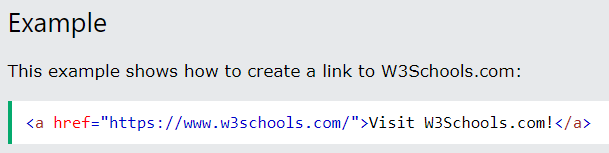 Example
This example shows how to create a link to W3Schools.com:
<a href="https://www.w3schools.com/">Visit W3Schools.com!</a>